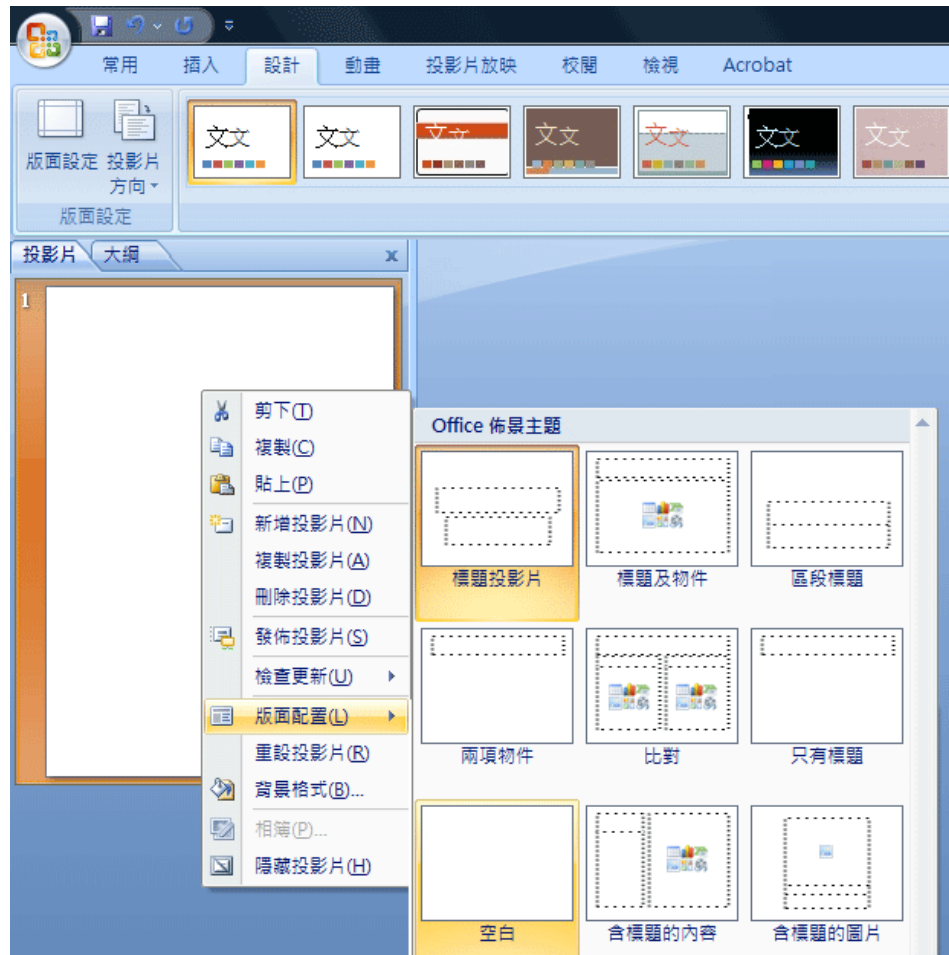 常用 插入 設計 動畫 投影片放映 校閱 檢視 Acrobat
版面設定 投影片
方向
版面設定
文文 文文 文文 文文 文文 文文 文文
投影片 大綱 x
1
剪下(T)
複製(C)
貼上(P)
新增投影片(N)
複製投影片(A)
刪除投影片(D)
發佈投影片(S)
檢查更新(U)
版面配置(L)
重設投影片(R)
背景格式(B)...
相簿(P)...
隱藏投影片(H)
Office 佈景主題
標題投影片 標題及物件 區段標題
兩項物件 比對 只有標題
空白 含標題的內容 含標題的圖片